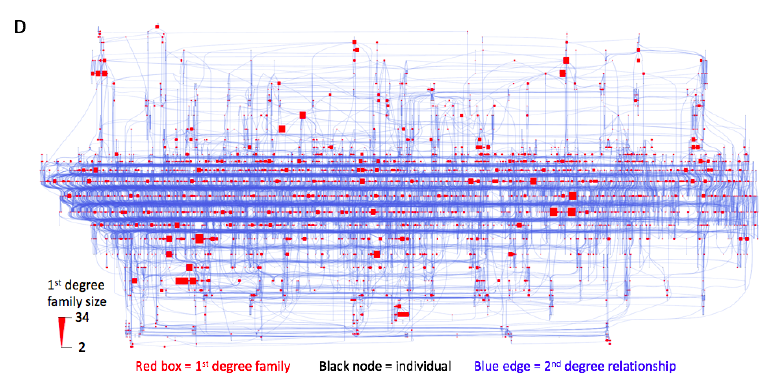 D
1st degree
family size
34
2
Red box = 1st degree family Black node = individual Blue edge = 2nd degree relationship